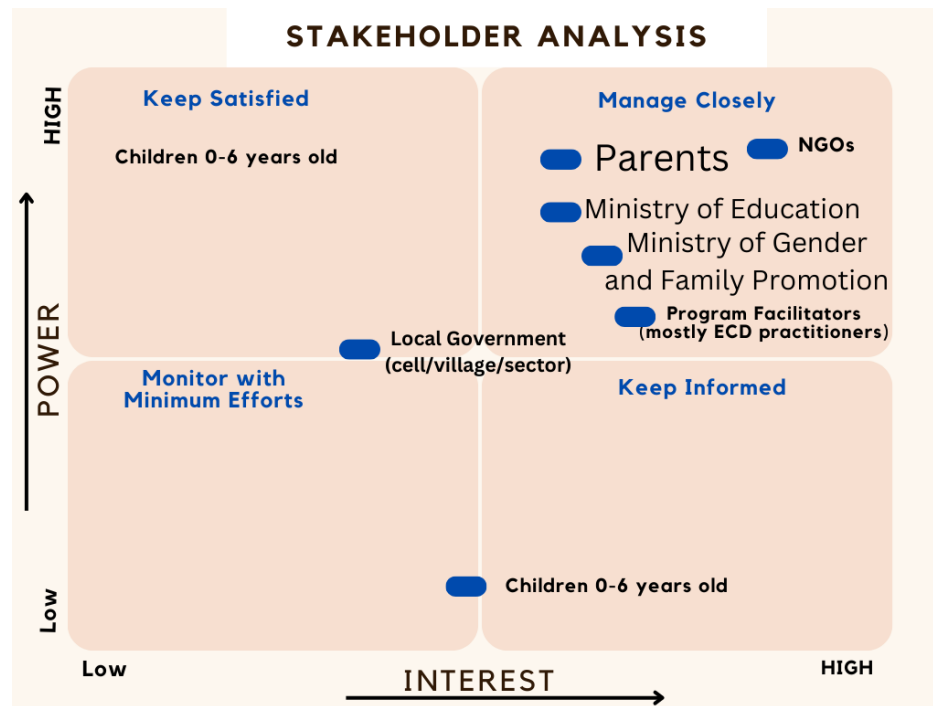 STAKEHOLDER ANALYSIS
HIGH
Keep Satisfied
Children 0-6 years old
Manage Closely
Parents
NGOs
Ministry of Education
Ministry of Gender
and Family Promotion
Program Facilitators
(mostly ECD practitioners)
POWER
Local Government
(cell/village/sector)
Monitor with
Minimum Efforts
Keep Informed
Children 0-6 years old
Low
Low
INTEREST
HIGH